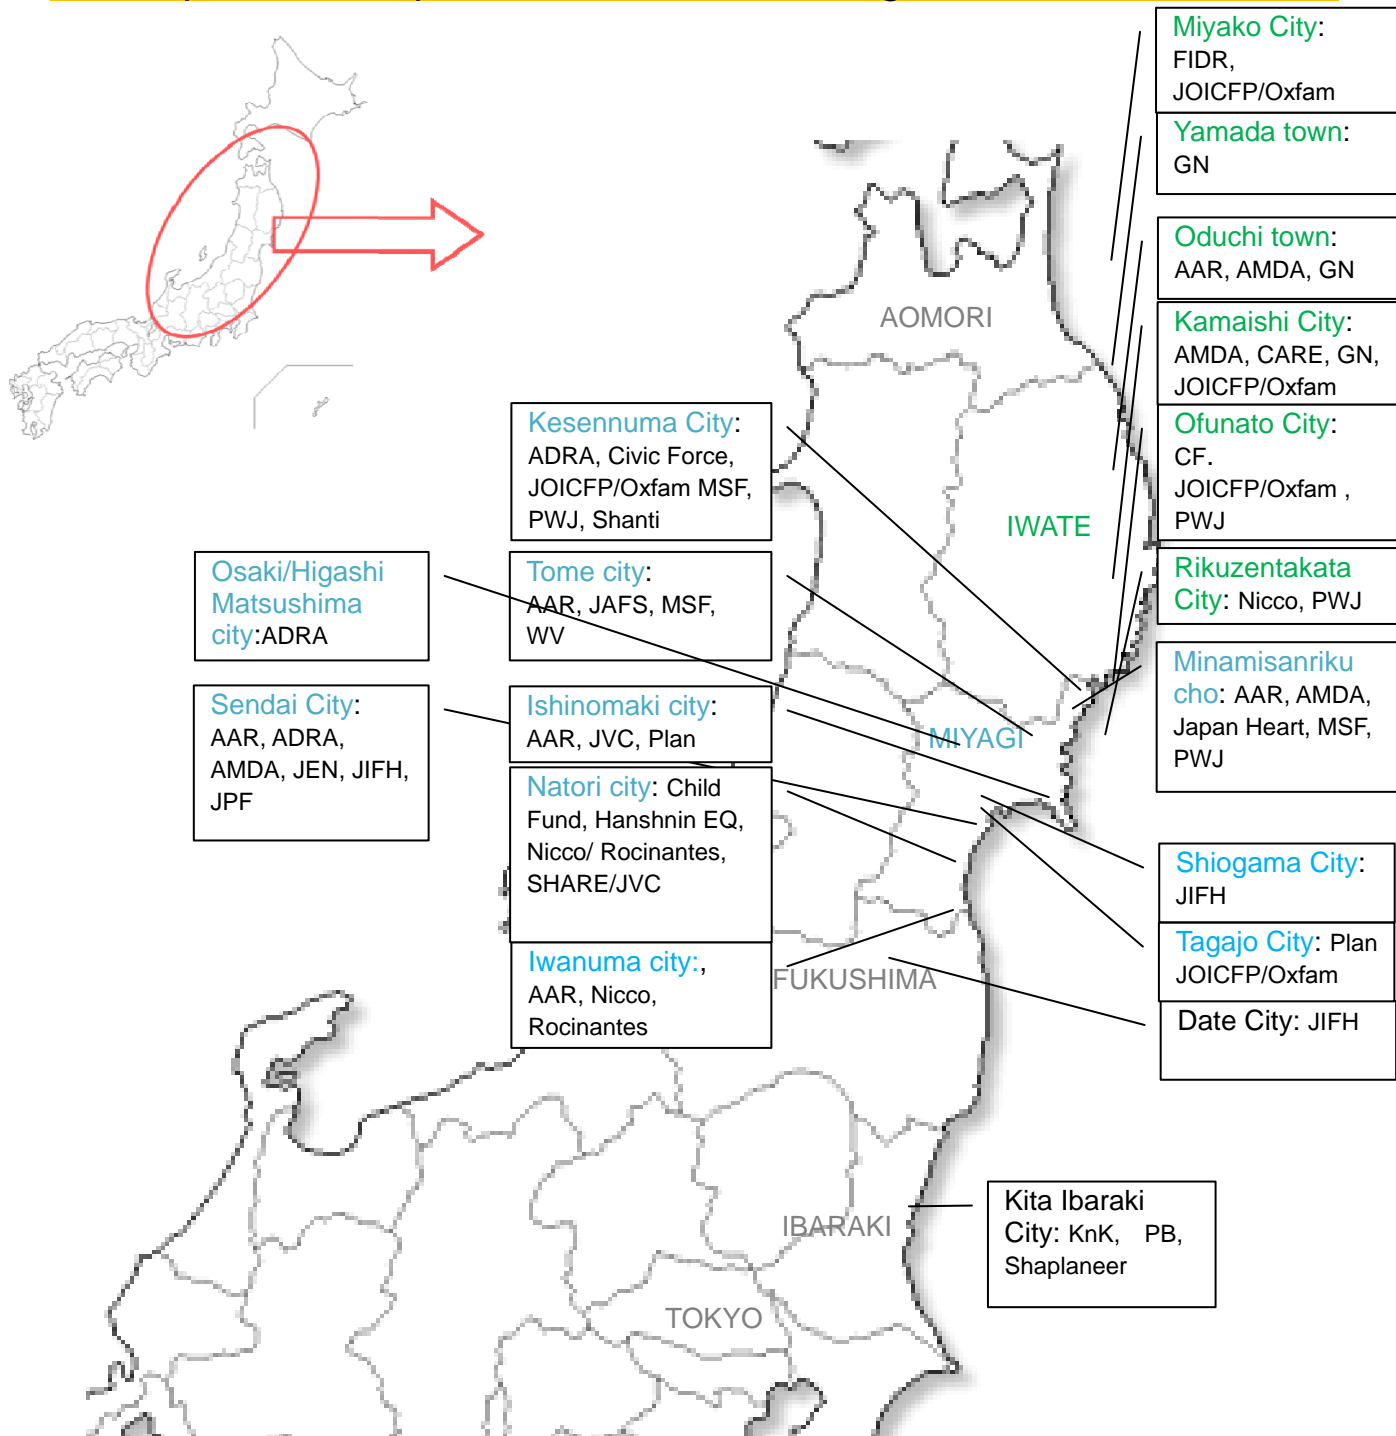 Miyako City:
FIDR,
JOICFP/Oxfam
Yamada town:
GN
Oduchi town:
AAR, AMDA, GN
Kamaishi City:
AMDA, CARE, GN,
JOICFP/Oxfam
Ofunato City:
CF.
JOICFP/Oxfam ,
PWJ
Rikuzentakata
City: Nicco, PWJ
Minamisanriku
cho: AAR, AMDA,
Japan Heart, MSF,
PWJ
AOMORI
IWATE
Kesennuma City:
ADRA, Civic Force,
JOICFP/Oxfam MSF,
PWJ, Shanti
Osaki/Higashi
Matsushima
city:ADRA
Tome city:
AAR, JAFS, MSF,
WV
Sendai City:
AAR, ADRA,
AMDA, JEN, JIFH,
JPF
Ishinomaki city:
AAR, JVC, Plan
MIYAGI
Natori city: Child
Fund, Hanshnin EQ,
Nicco/ Rocinantes,
SHARE/JVC
Iwanuma city:,
AAR, Nicco,
Rocinantes
FUKUSHIMA
Shiogama City:
JIFH
Tagajo City: Plan
JOICFP/Oxfam
Date City: JIFH
IBARAKI
Kita Ibaraki
City: KnK, PB,
Shaplaneer
TOKYO